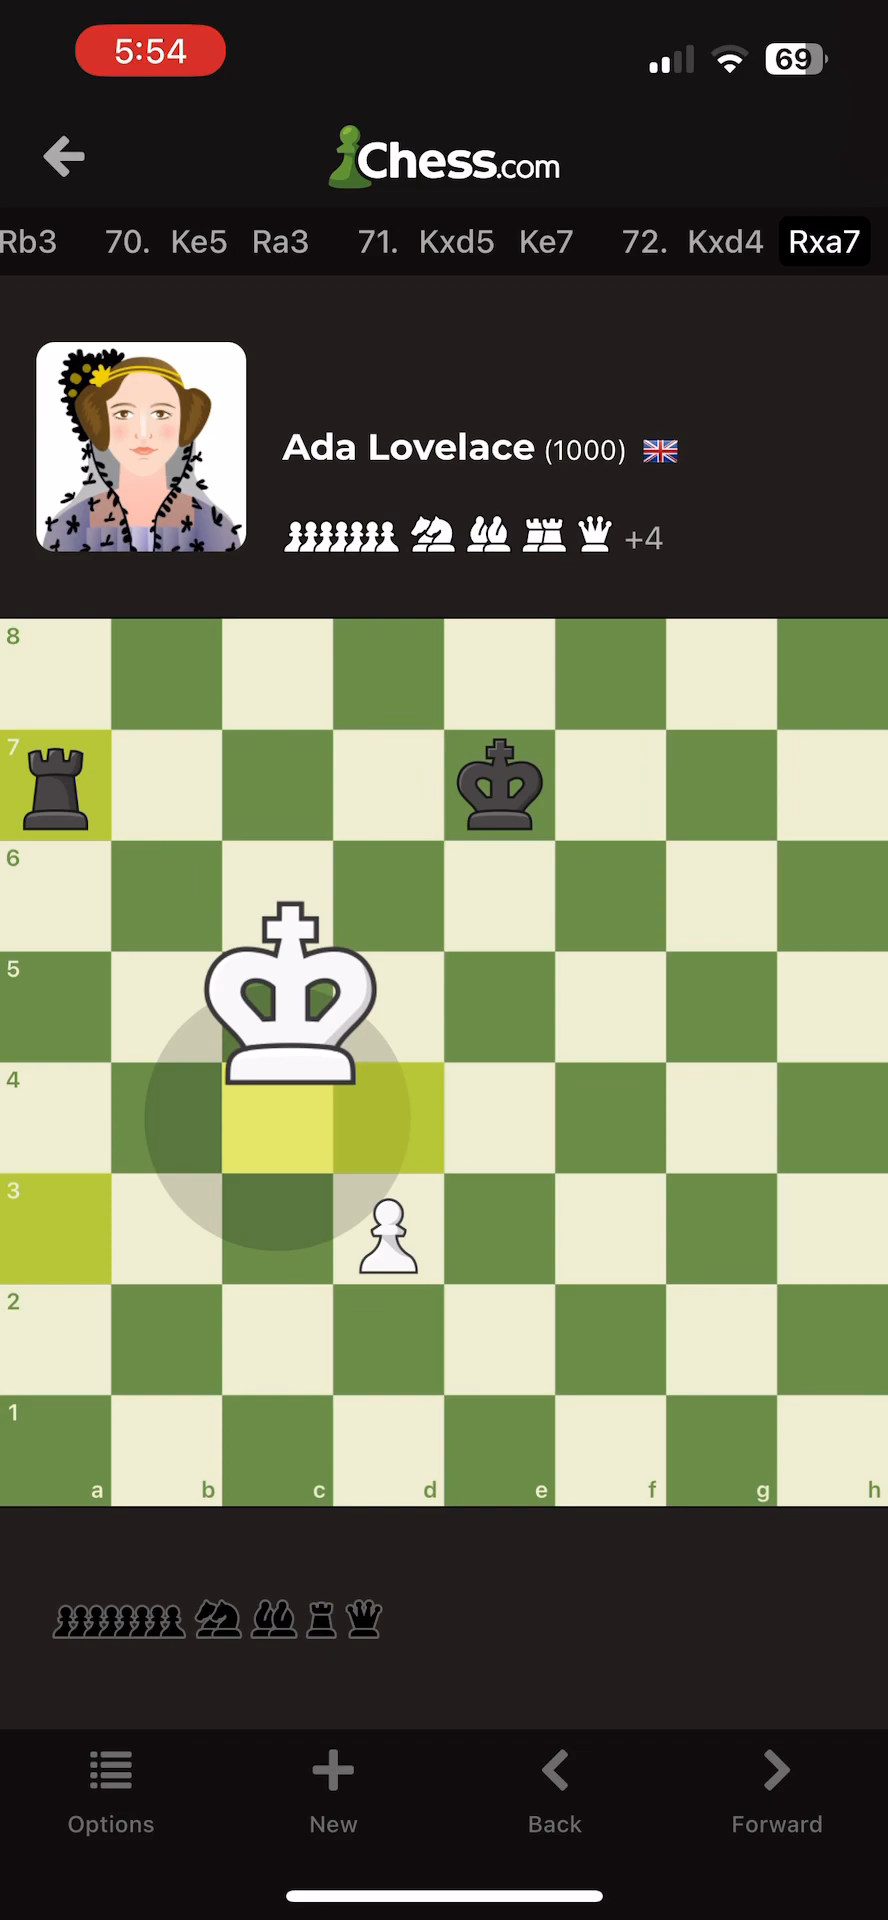 5:54
69
Chess.com
Rb3 70. Ke5 Ra3 71. Kxd5 Ke7 72. Kxd4 Rxa7
Ada Lovelace (1000)
+4
8
7
6
5
4
3
2
1
a b c d e f g h
Options New Back Forward